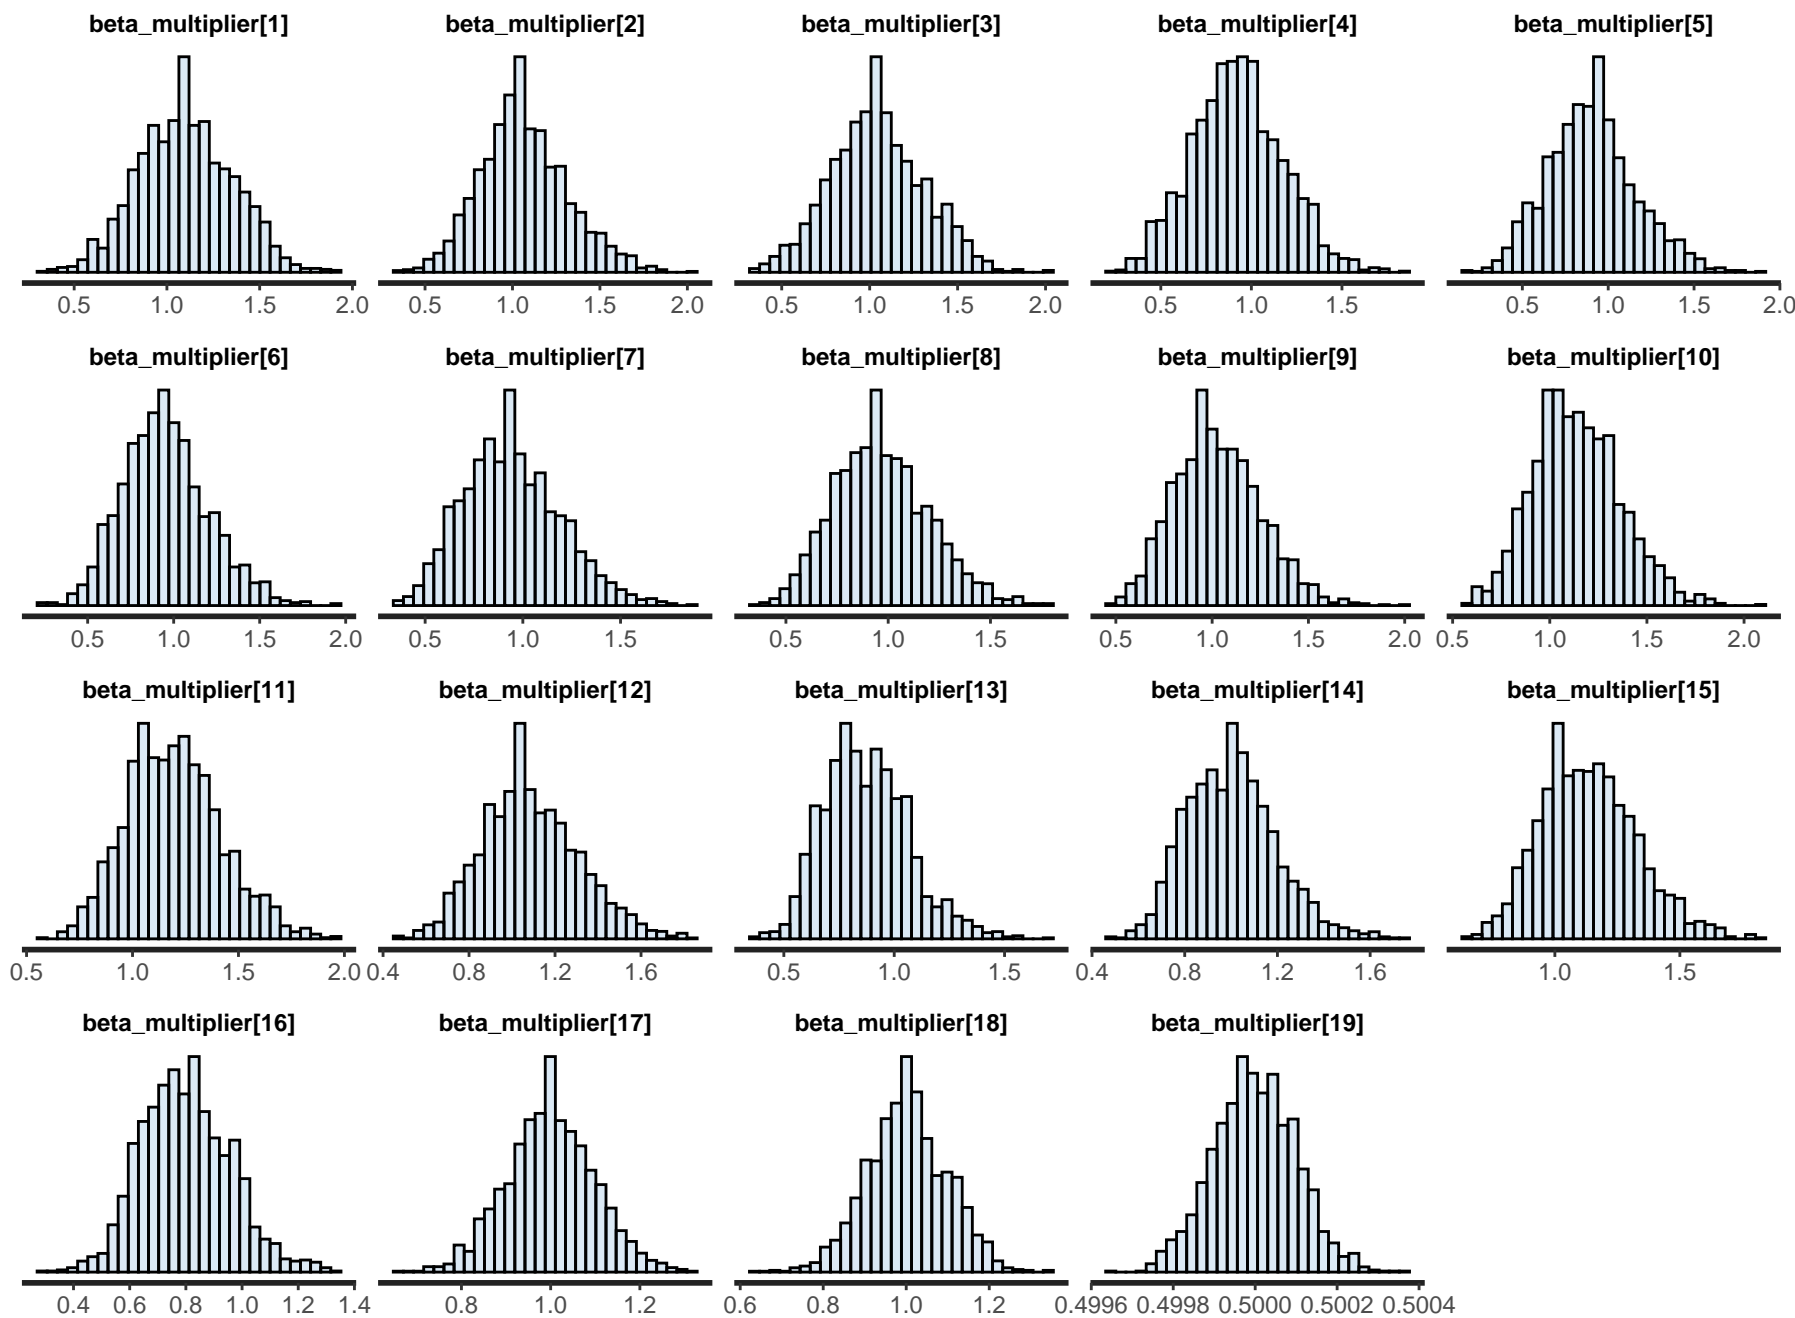 beta_multiplier[1] beta_multiplier[2] beta_multiplier[3] beta_multiplier[4] beta_multiplier[5]
0.5 1.0 1.5 2.0 0.5 1.0 1.5 2.0 0.5 1.0 1.5 2.0 0.5 1.0 1.5 0.5 1.0 1.5 2.0
beta_multiplier[6] beta_multiplier[7] beta_multiplier[8] beta_multiplier[9] beta_multiplier[10]
0.5 1.0 1.5 2.0 0.5 1.0 1.5 0.5 1.0 1.5 0.5 1.0 1.5 2.0 0.5 1.0 1.5 2.0
beta_multiplier[11] beta_multiplier[12] beta_multiplier[13] beta_multiplier[14] beta_multiplier[15]
0.5 1.0 1.5 2.0 0.4 0.8 1.2 1.6 0.5 1.0 1.5 0.4 0.8 1.2 1.6 1.0 1.5
beta_multiplier[16] beta_multiplier[17] beta_multiplier[18] beta_multiplier[19]
0.4 0.6 0.8 1.0 1.2 1.4 0.8 1.0 1.2 0.6 0.8 1.0 1.2 0.4996 0.4998 0.5000 0.5002 0.5004